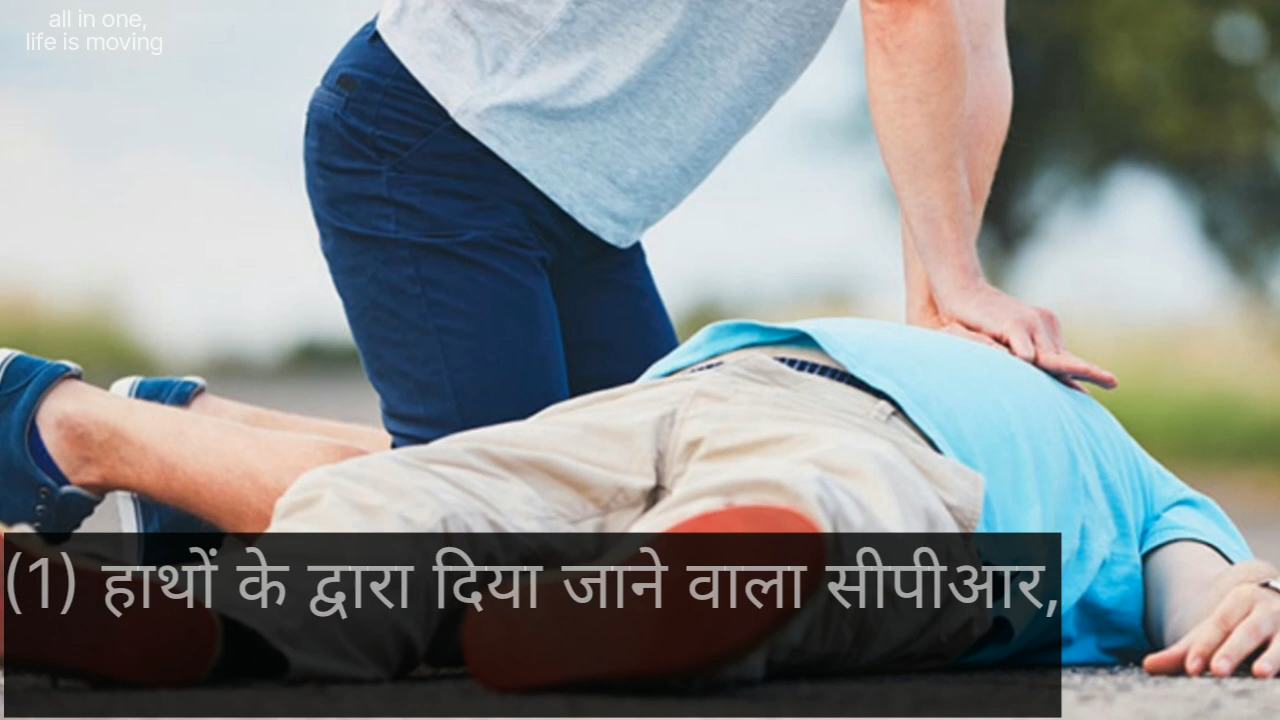 all in one,
life is moving
(1) हाथों के द्वारा दिया जाने वाला सीपीआर,